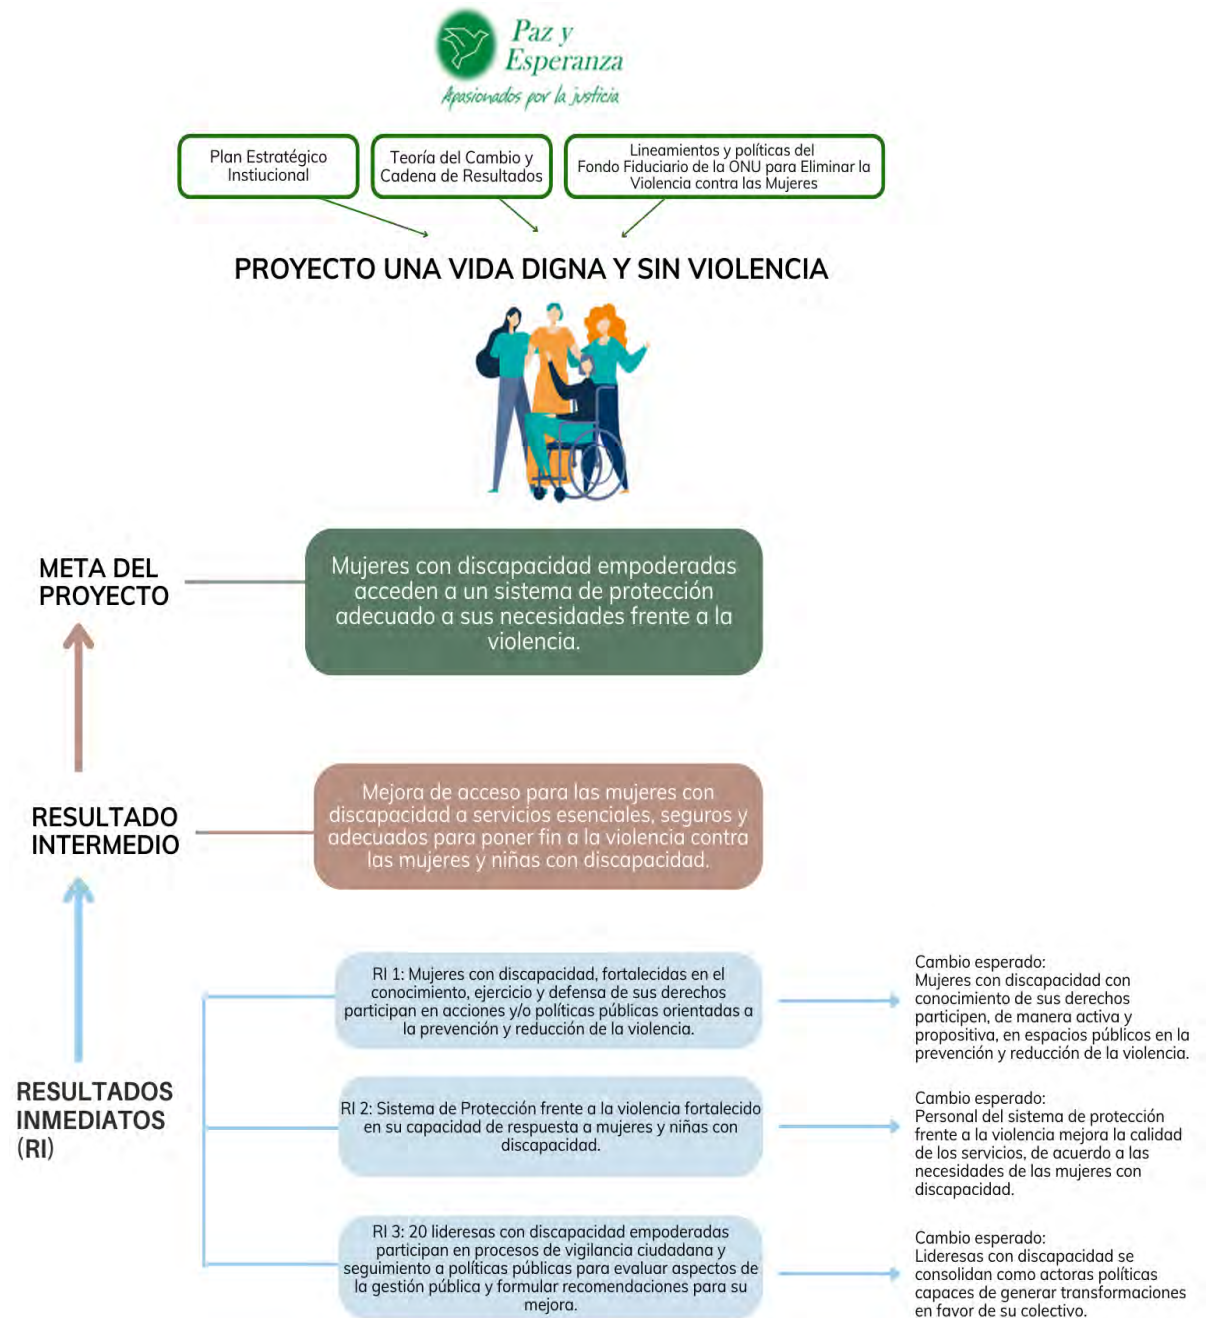 Paz y
Esperanza
Apasionados por la justicia
Plan Estratégico
Instiucional
Teoría del Cambio y
Cadena de Resultados
Lineamientos y políticas del
Fondo Fiduciario de la ONU para Eliminar la
Violencia contra las Mujeres
PROYECTO UNA VIDA DIGNA Y SIN VIOLENCIA
META DEL
PROYECTO
Mujeres con discapacidad empoderadas
acceden a un sistema de protección
adecuado a sus necesidades frente a la
violencia.
RESULTADO
INTERMEDIO
Mejora de acceso para las mujeres con
discapacidad a servicios esenciales, seguros y
adecuados para poner fin a la violencia contra
las mujeres y niñas con discapacidad.
RESULTADOS
INMEDIATOS
(RI)
RI 1: Mujeres con discapacidad, fortalecidas en el
conocimiento, ejercicio y defensa de sus derechos
participan en acciones y/o políticas públicas orientadas a
la prevención y reducción de la violencia.
Cambio esperado:
Mujeres con discapacidad con
conocimiento de sus derechos
participen, de manera activa y
propositiva, en espacios públicos en la
prevención y reducción de la violencia.
RI 2: Sistema de Protección frente a la violencia fortalecido
en su capacidad de respuesta a mujeres y niñas con
discapacidad.
Cambio esperado:
Personal del sistema de protección
frente a la violencia mejora la calidad
de los servicios, de acuerdo a las
necesidades de las mujeres con
discapacidad.
RI 3: 20 lideresas con discapacidad empoderadas
participan en procesos de vigilancia ciudadana y
seguimiento a políticas públicas para evaluar aspectos de
la gestión pública y formular recomendaciones para su
mejora.
Cambio esperado:
Lideresas con discapacidad se
consolidan como actoras políticas
capaces de generar transformaciones
en favor de su colectivo.